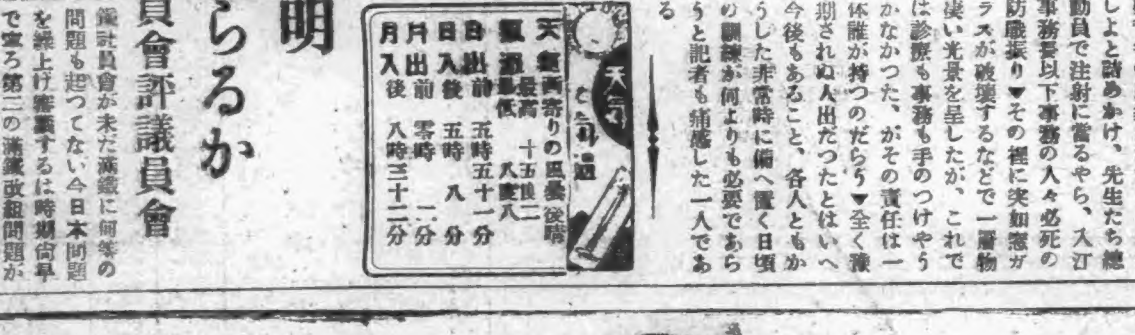 しよと詰めかけ、先生たち總
動員で注射に當るやら、入江
事務長以下事務の人々必死の
防戰振り▼その裡に突如窓ガ
ラスが破壞するなどで一層物
凄い光景を呈したが、これで
は診療も事務も手のつけやう
がなかつた、がその責任は一
体誰が持つのだらう▼全く豫
期されぬ人出だつたとはいへ
今後もあること、各人ともか
うした非常時に備へ置く日頃
の訓練が何よりも必要であら
うと記者も痛感した一人であ
る
天氣
天氣 西寄りの風曇後晴
氣溫 最高 十五度二
最低 八度八
日出 前 五時五十一分
日入 後 五時 八分
月出 前 零時 二分
月入 後 八時三十二分
明
らるか
員會評議員會
鐵社員會が未だ滿鐵に何等の
問題も起つてない今日本問題
を繰上げ審議するは時期尙早
で寧ろ第二の滿鐵改組問題が